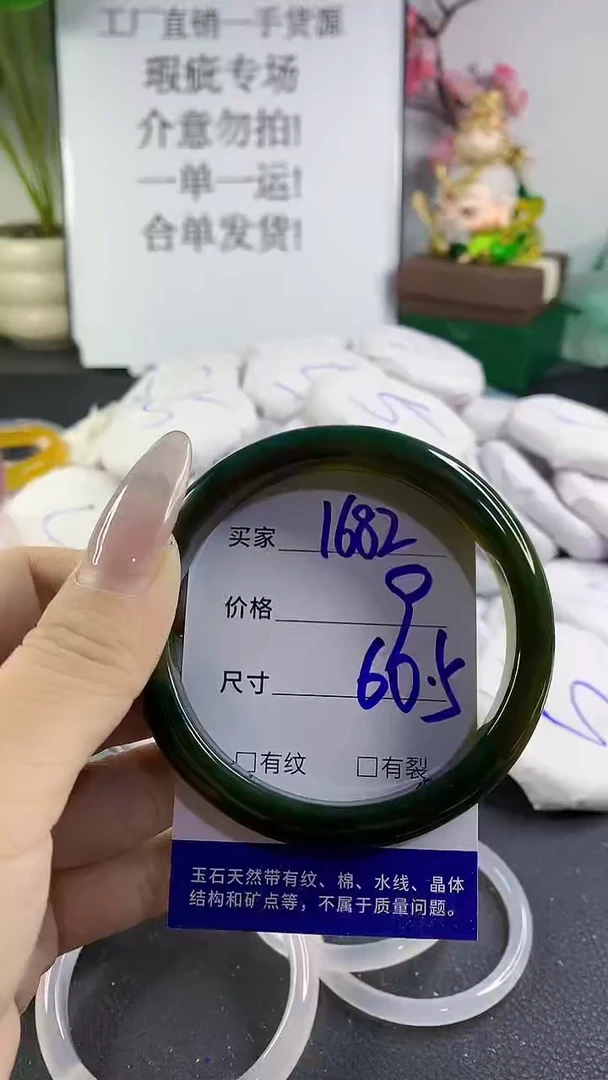 工厂直销一手货源
瑕疵专场
介意勿拍!
一单一运!
合单发货!
买家 1682
价格
尺寸 60.5
□有纹 □有裂
玉石天然带有纹、棉、水线、晶体
结构和矿点等，不属于质量问题。